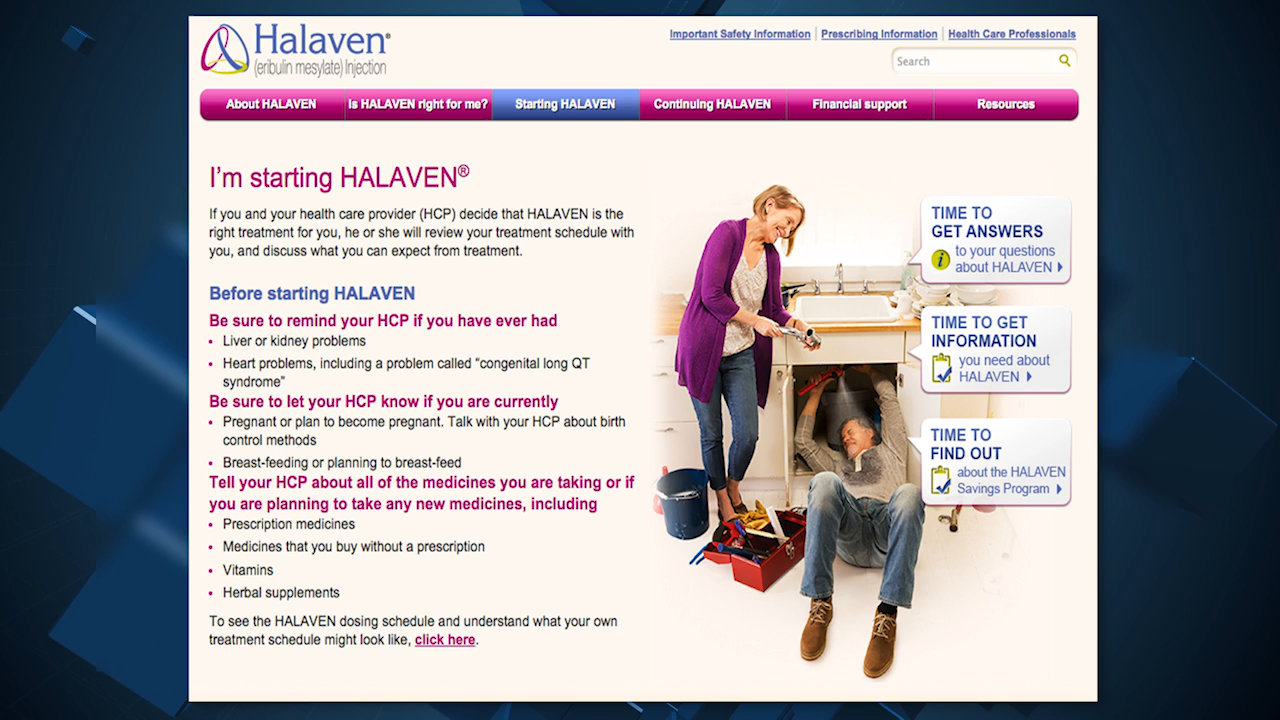 Halaven®
(eribulin mesylate) Injection
Important Safety Information
Prescribing Information
Health Care Professionals
Search
About HALAVEN
Is HALAVEN right for me?
Starting HALAVEN
Continuing HALAVEN
Financial support
Resources
I'm starting HALAVEN®
If you and your health care provider (HCP) decide that HALAVEN is the
right treatment for you, he or she will review your treatment schedule with
you, and discuss what you can expect from treatment.
Before starting HALAVEN
Be sure to remind your HCP if you have ever had
• Liver or kidney problems
• Heart problems, including a problem called “congenital long QT
syndrome”
Be sure to let your HCP know if you are currently
• Pregnant or plan to become pregnant. Talk with your HCP about birth
control methods
• Breast-feeding or planning to breast-feed
Tell your HCP about all of the medicines you are taking or if
you are planning to take any new medicines, including
• Prescription medicines
• Medicines that you buy without a prescription
• Vitamins
• Herbal supplements
To see the HALAVEN dosing schedule and understand what your own
treatment schedule might look like, click here.
TIME TO
GET ANSWERS
i to your questions
about HALAVEN
TIME TO GET
INFORMATION
you need about
HALAVEN
TIME TO
FIND OUT
about the HALAVEN
Savings Program